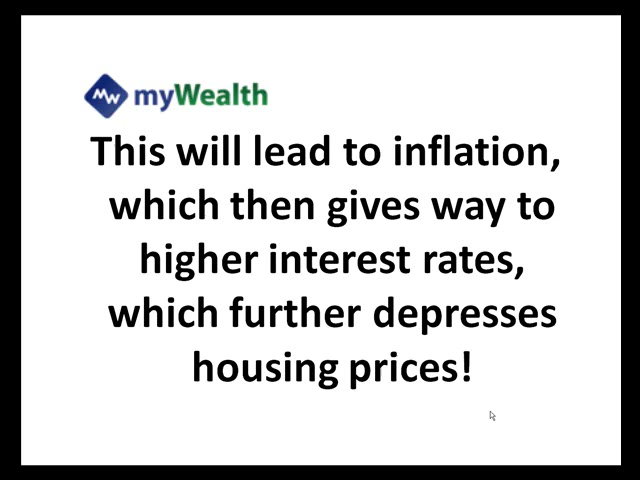 MW myWealth
This will lead to inflation,
which then gives way to
higher interest rates,
which further depresses
housing prices!